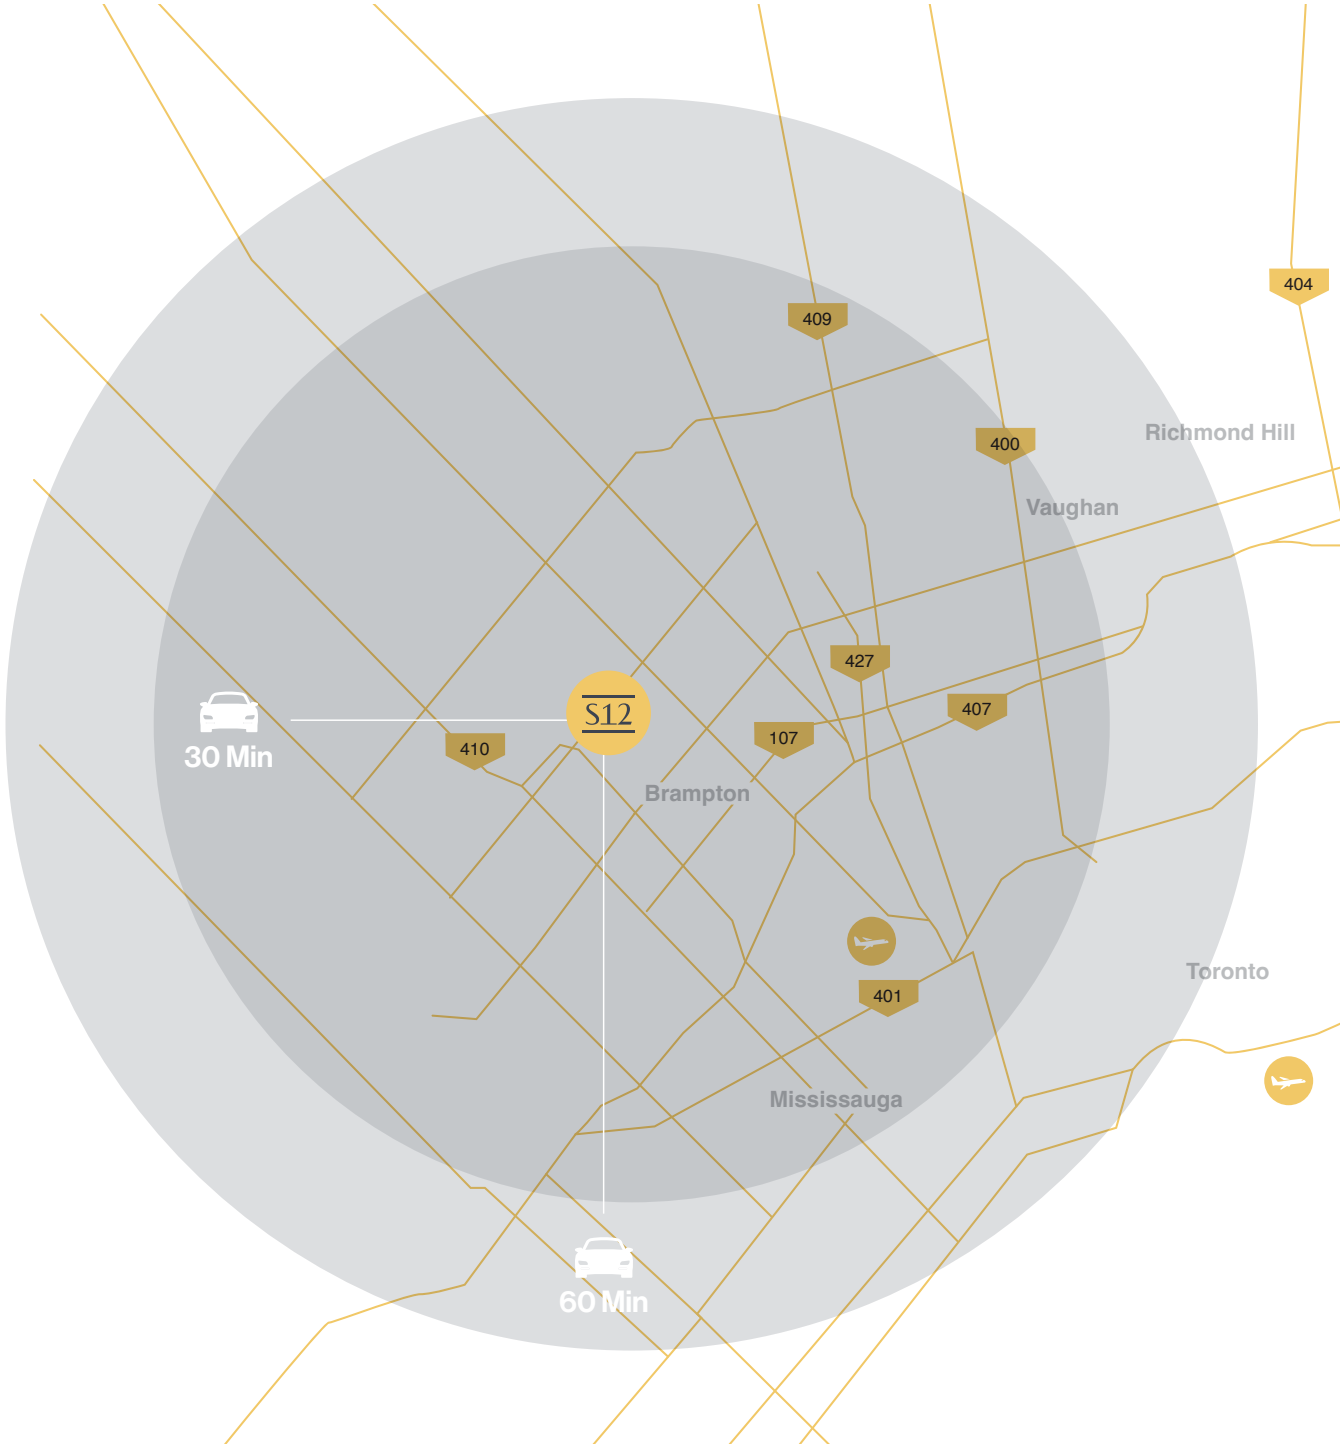 404
409
Richmond Hill
400
Vaughan
427
S12
407
107
410
30 Min
Brampton
Toronto
401
Mississauga
60 Min